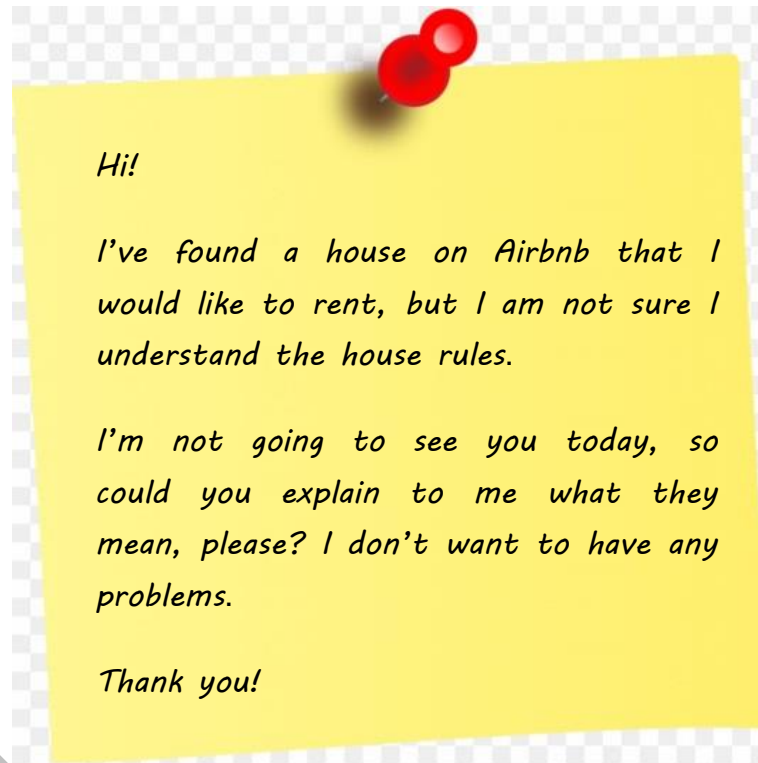 Hi!
I’ve found a house on Airbnb that I
would like to rent, but I am not sure I
understand the house rules.
I’m not going to see you today, so
could you explain to me what they
mean, please? I don’t want to have any
problems.
Thank you!